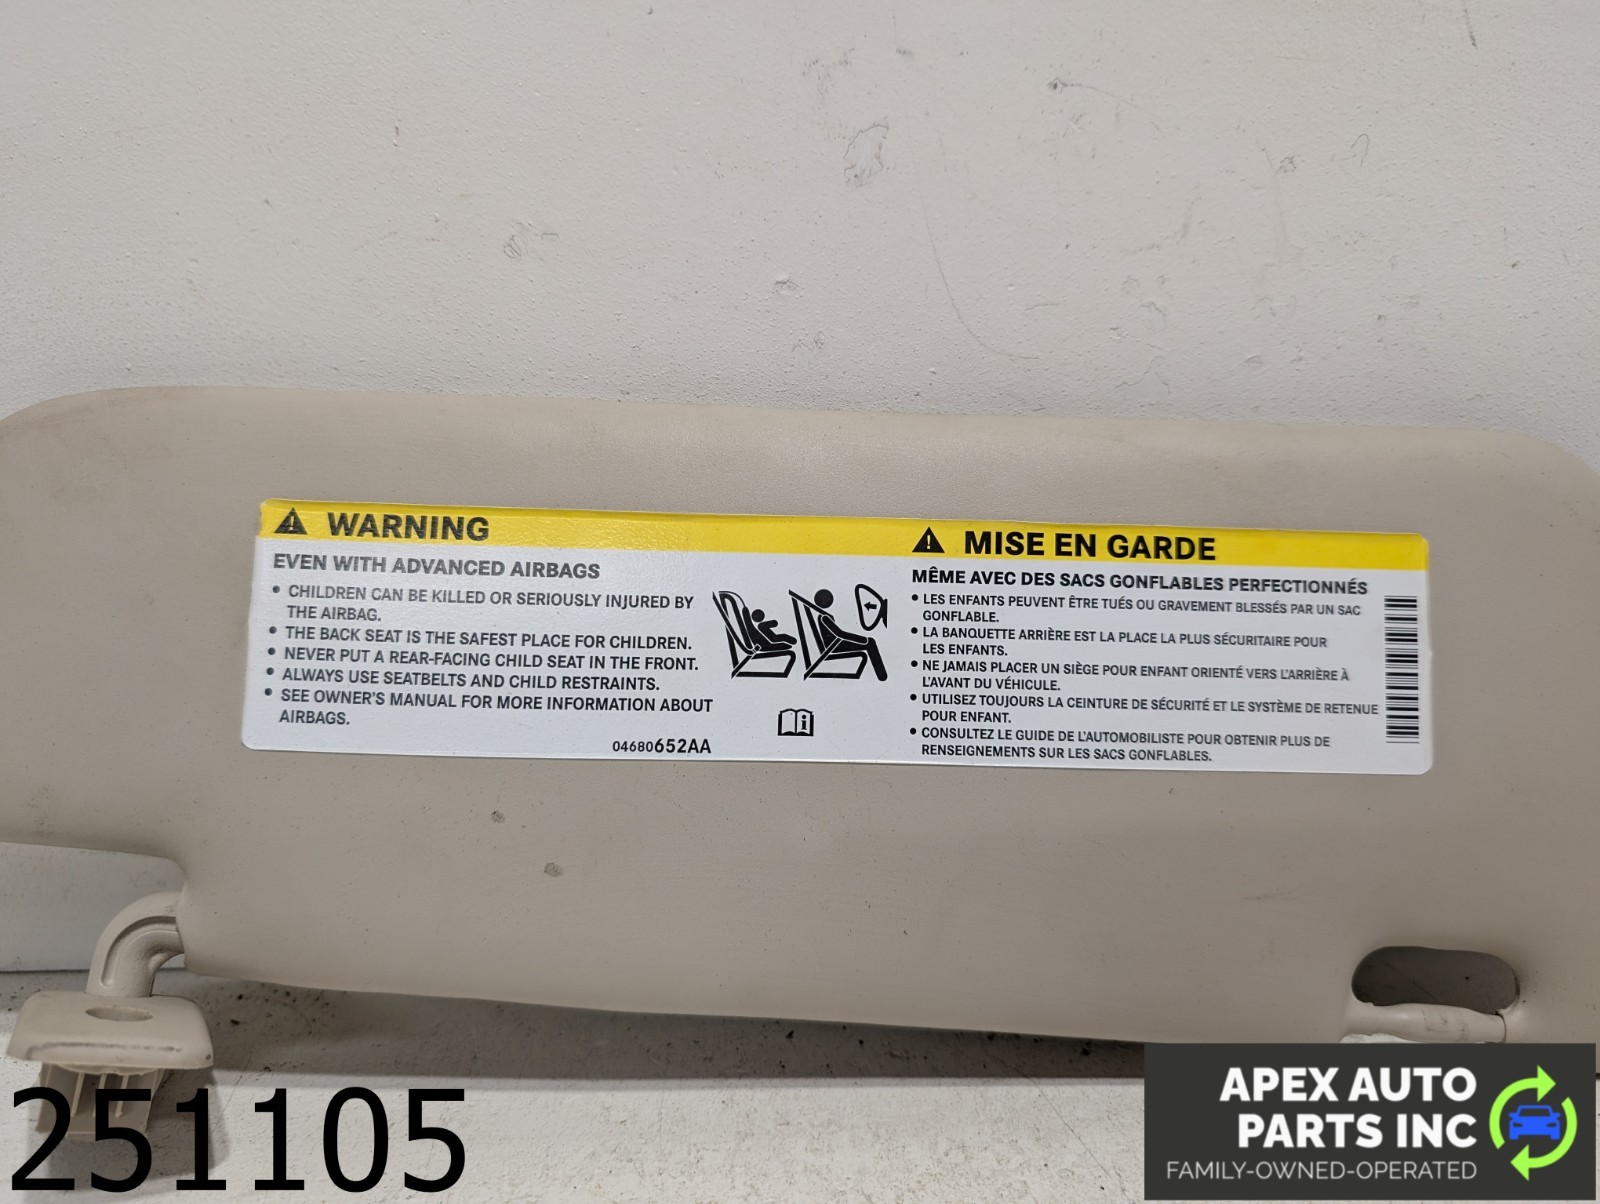 WARNING
EVEN WITH ADVANCED AIRBAGS
• CHILDREN CAN BE KILLED OR SERIOUSLY INJURED BY
THE AIRBAG.
• THE BACK SEAT IS THE SAFEST PLACE FOR CHILDREN.
• NEVER PUT A REAR-FACING CHILD SEAT IN THE FRONT.
• ALWAYS USE SEATBELTS AND CHILD RESTRAINTS.
• SEE OWNER'S MANUAL FOR MORE INFORMATION ABOUT
AIRBAGS.
04680652AA
MISE EN GARDE
MÊME AVEC DES SACS GONFLABLES PERFECTIONNÉS
• LES ENFANTS PEUVENT ÊTRE TUÉS OU GRAVEMENT BLESSÉS PAR UN SAC
GONFLABLE.
• LA BANQUETTE ARRIÈRE EST LA PLACE LA PLUS SÉCURITAIRE POUR
LES ENFANTS.
• NE JAMAIS PLACER UN SIÈGE POUR ENFANT ORIENTÉ VERS L'ARRIÈRE À
L'AVANT DU VÉHICULE.
• UTILISEZ TOUJOURS LA CEINTURE DE SÉCURITÉ ET LE SYSTÈME DE RETENUE
POUR ENFANT.
• CONSULTEZ LE GUIDE DE L'AUTOMOBILISTE POUR OBTENIR PLUS DE
RENSEIGNEMENTS SUR LES SACS GONFLABLES.
251105
APEX AUTO
PARTS INC
FAMILY-OWNED-OPERATED